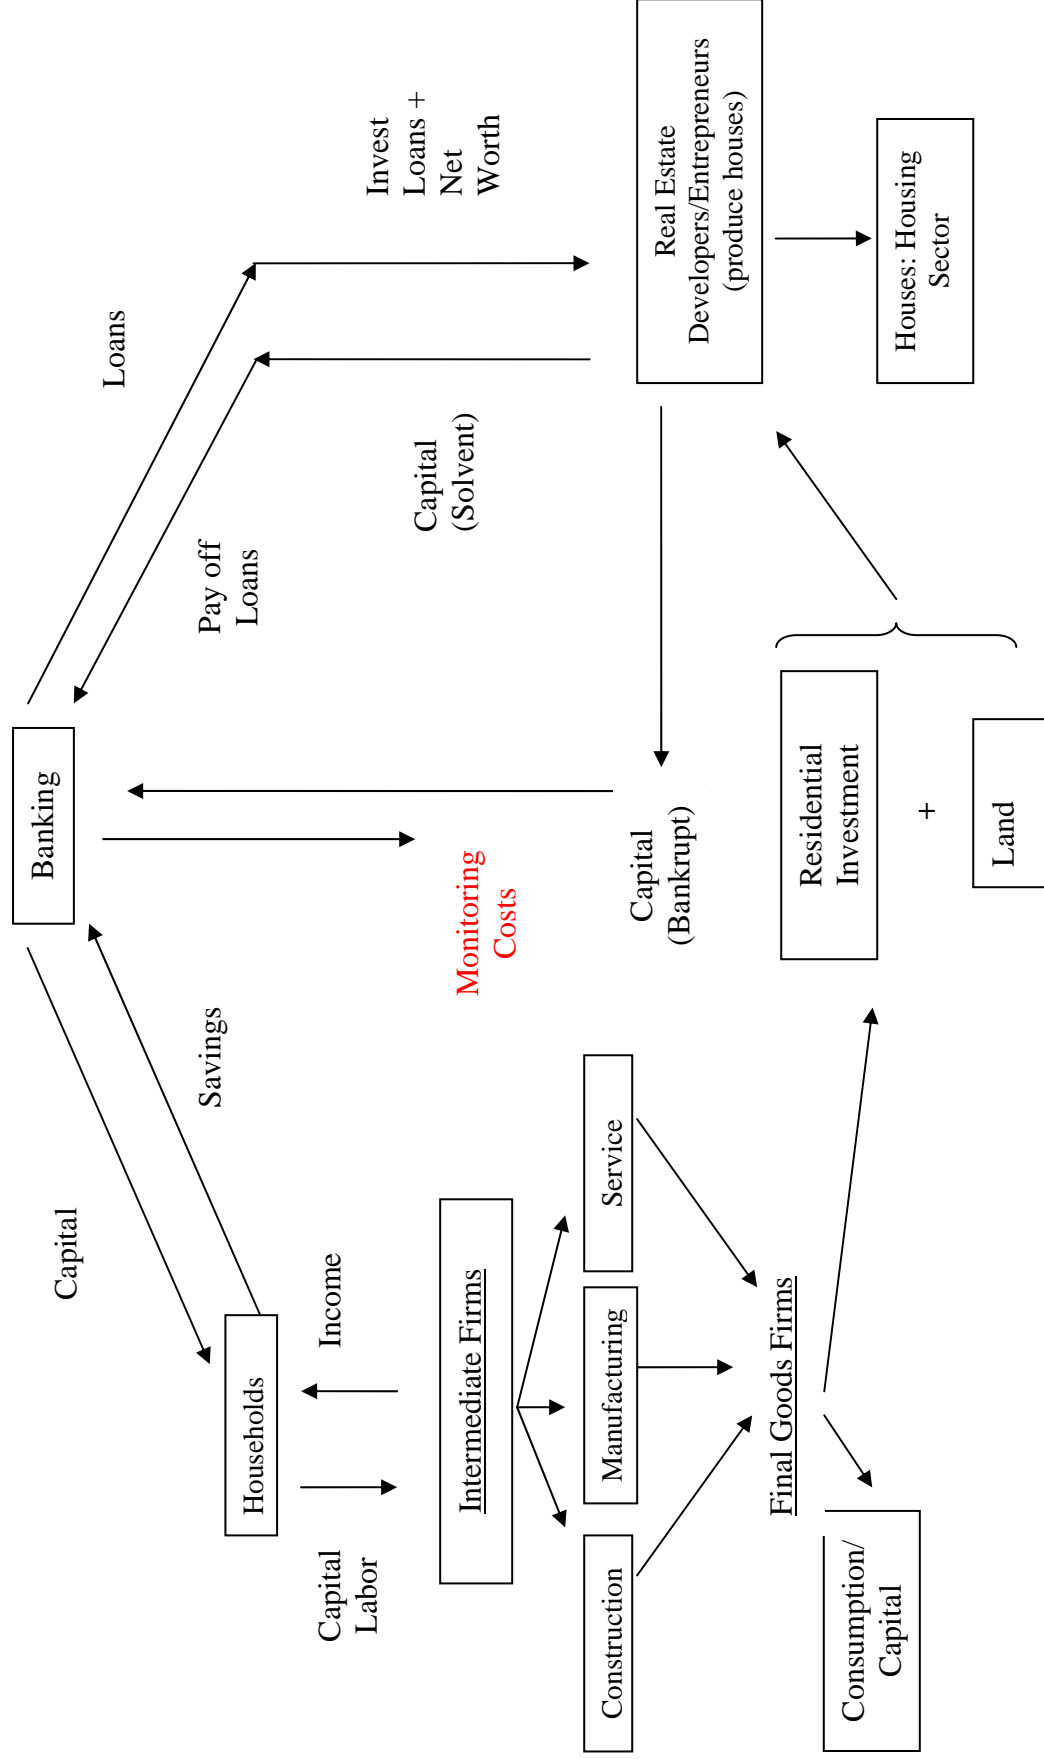 Banking
Capital
Savings
Loans
Pay off
Loans
Households
Income
Capital
Labor
Invest
Loans +
Net
Worth
Capital
(Solvent)
Monitoring
Costs
Intermediate Firms
Construction
Manufacturing
Service
Capital
(Bankrupt)
Real Estate
Developers/Entrepreneurs
(produce houses)
Final Goods Firms
Residential
Investment
+
Land
Consumption/
Capital
Houses: Housing
Sector